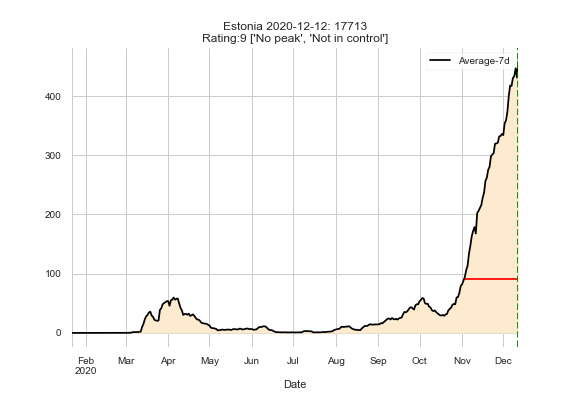 Estonia 2020-12-12: 17713
Rating:9 ['No peak', 'Not in control']
Average-7d
400
300
200
100
0
Feb Mar Apr May Jun Jul Aug Sep Oct Nov Dec
2020
Date